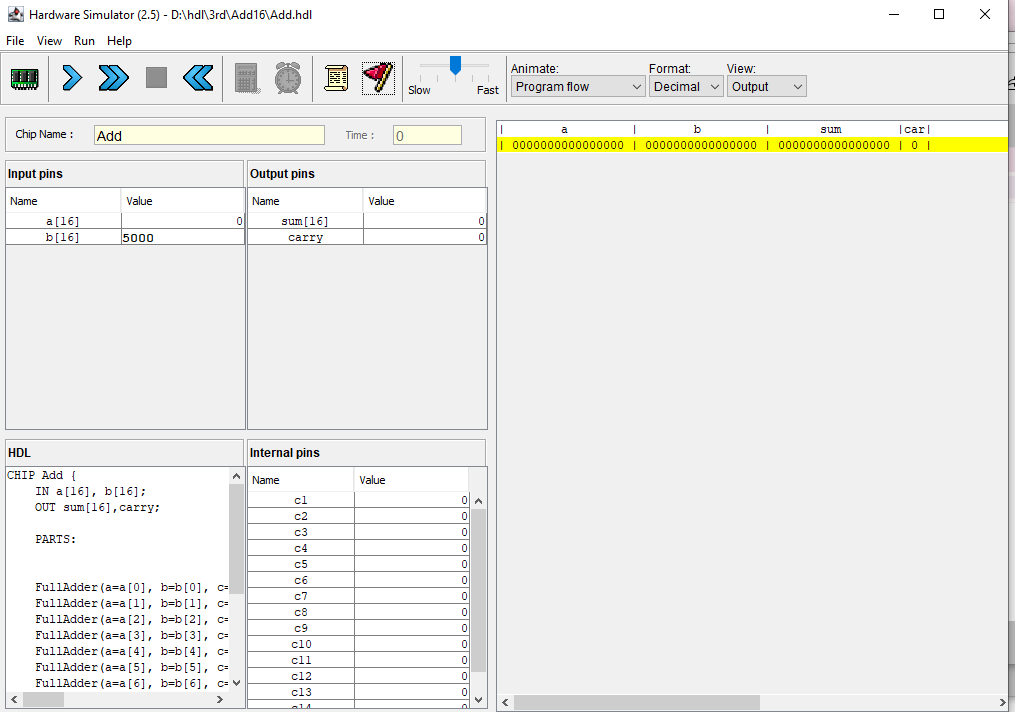 Hardware Simulator (2.5) - D:\hdl\3rd\Add16\Add.hdl
File View Run Help
Slow Fast
Animate: Format: View:
Program flow Decimal Output
Chip Name : Add Time : 0
| a | b | sum |car|
| 0000000000000000 | 0000000000000000 | 0000000000000000 | 0 |
Input pins
Name Value
a[16] 0
b[16] 5000
Output pins
Name Value
sum[16] 0
carry 0
HDL
CHIP Add {
IN a[16], b[16];
OUT sum[16],carry;
PARTS:
FullAdder(a=a[0], b=b[0], c=
FullAdder(a=a[1], b=b[1], c=
FullAdder(a=a[2], b=b[2], c=
FullAdder(a=a[3], b=b[3], c=
FullAdder(a=a[4], b=b[4], c=
FullAdder(a=a[5], b=b[5], c=
FullAdder(a=a[6], b=b[6], c=
Internal pins
Name Value
c1 0
c2 0
c3 0
c4 0
c5 0
c6 0
c7 0
c8 0
c9 0
c10 0
c11 0
c12 0
c13 0
c14 0